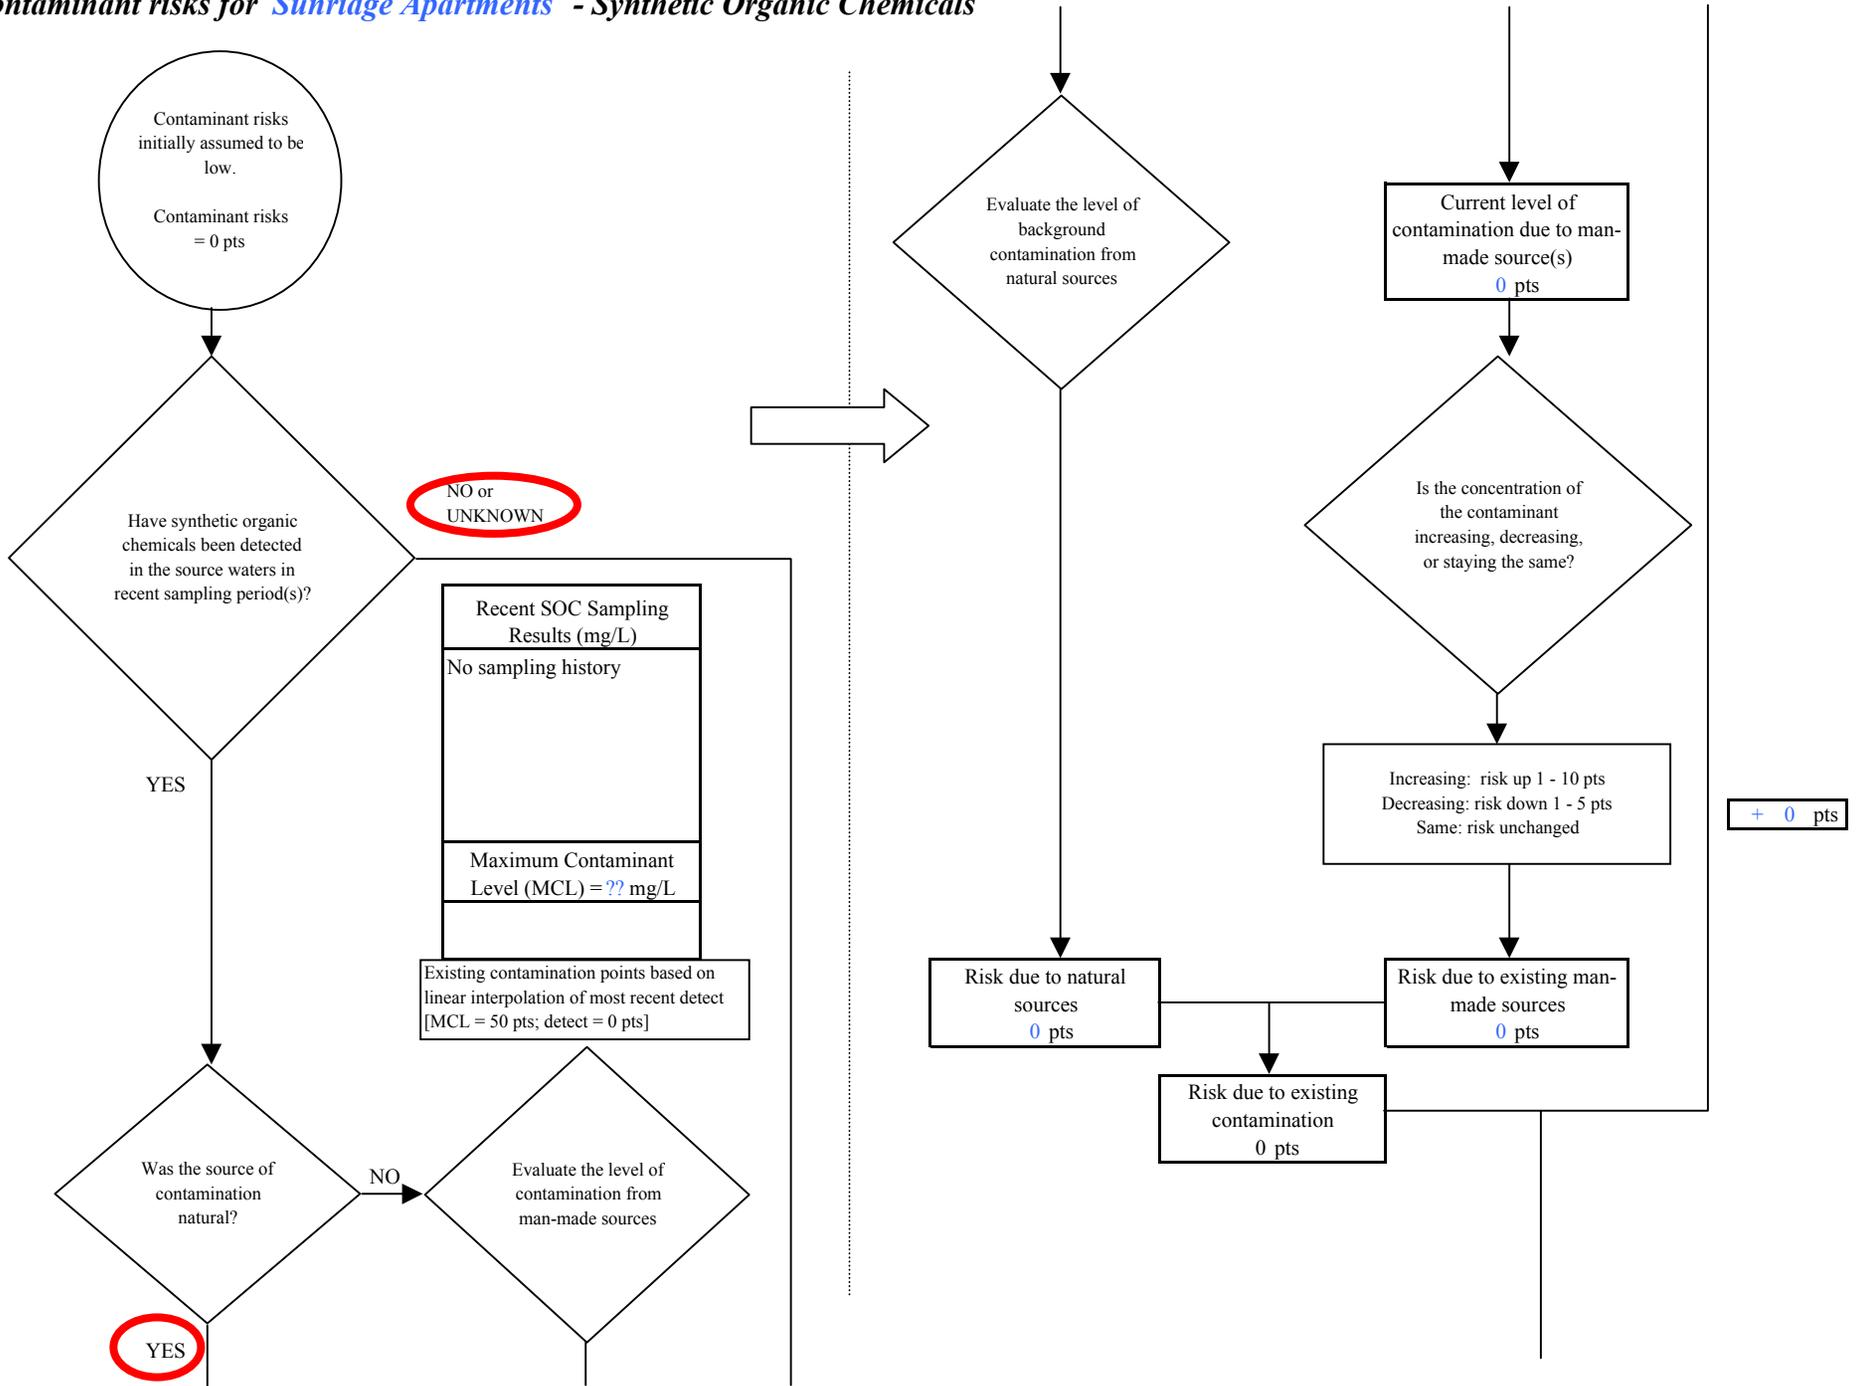 ontaminant risks for Sunridge Apartments - Synthetic Organic Chemicals
Contaminant risks
initially assumed to be
low.
Contaminant risks
= 0 pts
Have synthetic organic
chemicals been detected
in the source waters in
recent sampling period(s)?
NO or
UNKNOWN
YES
Recent SOC Sampling
Results (mg/L)
No sampling history
Maximum Contaminant
Level (MCL) = ?? mg/L
Existing contamination points based on
linear interpolation of most recent detect
[MCL = 50 pts; detect = 0 pts]
Was the source of
contamination
natural?
NO
Evaluate the level of
contamination from
man-made sources
YES
Evaluate the level of
background
contamination from
natural sources
Current level of
contamination due to man-
made source(s)
0 pts
Is the concentration of
the contaminant
increasing, decreasing,
or staying the same?
Increasing: risk up 1 - 10 pts
Decreasing: risk down 1 - 5 pts
Same: risk unchanged
+ 0 pts
Risk due to natural
sources
0 pts
Risk due to existing man-
made sources
0 pts
Risk due to existing
contamination
0 pts